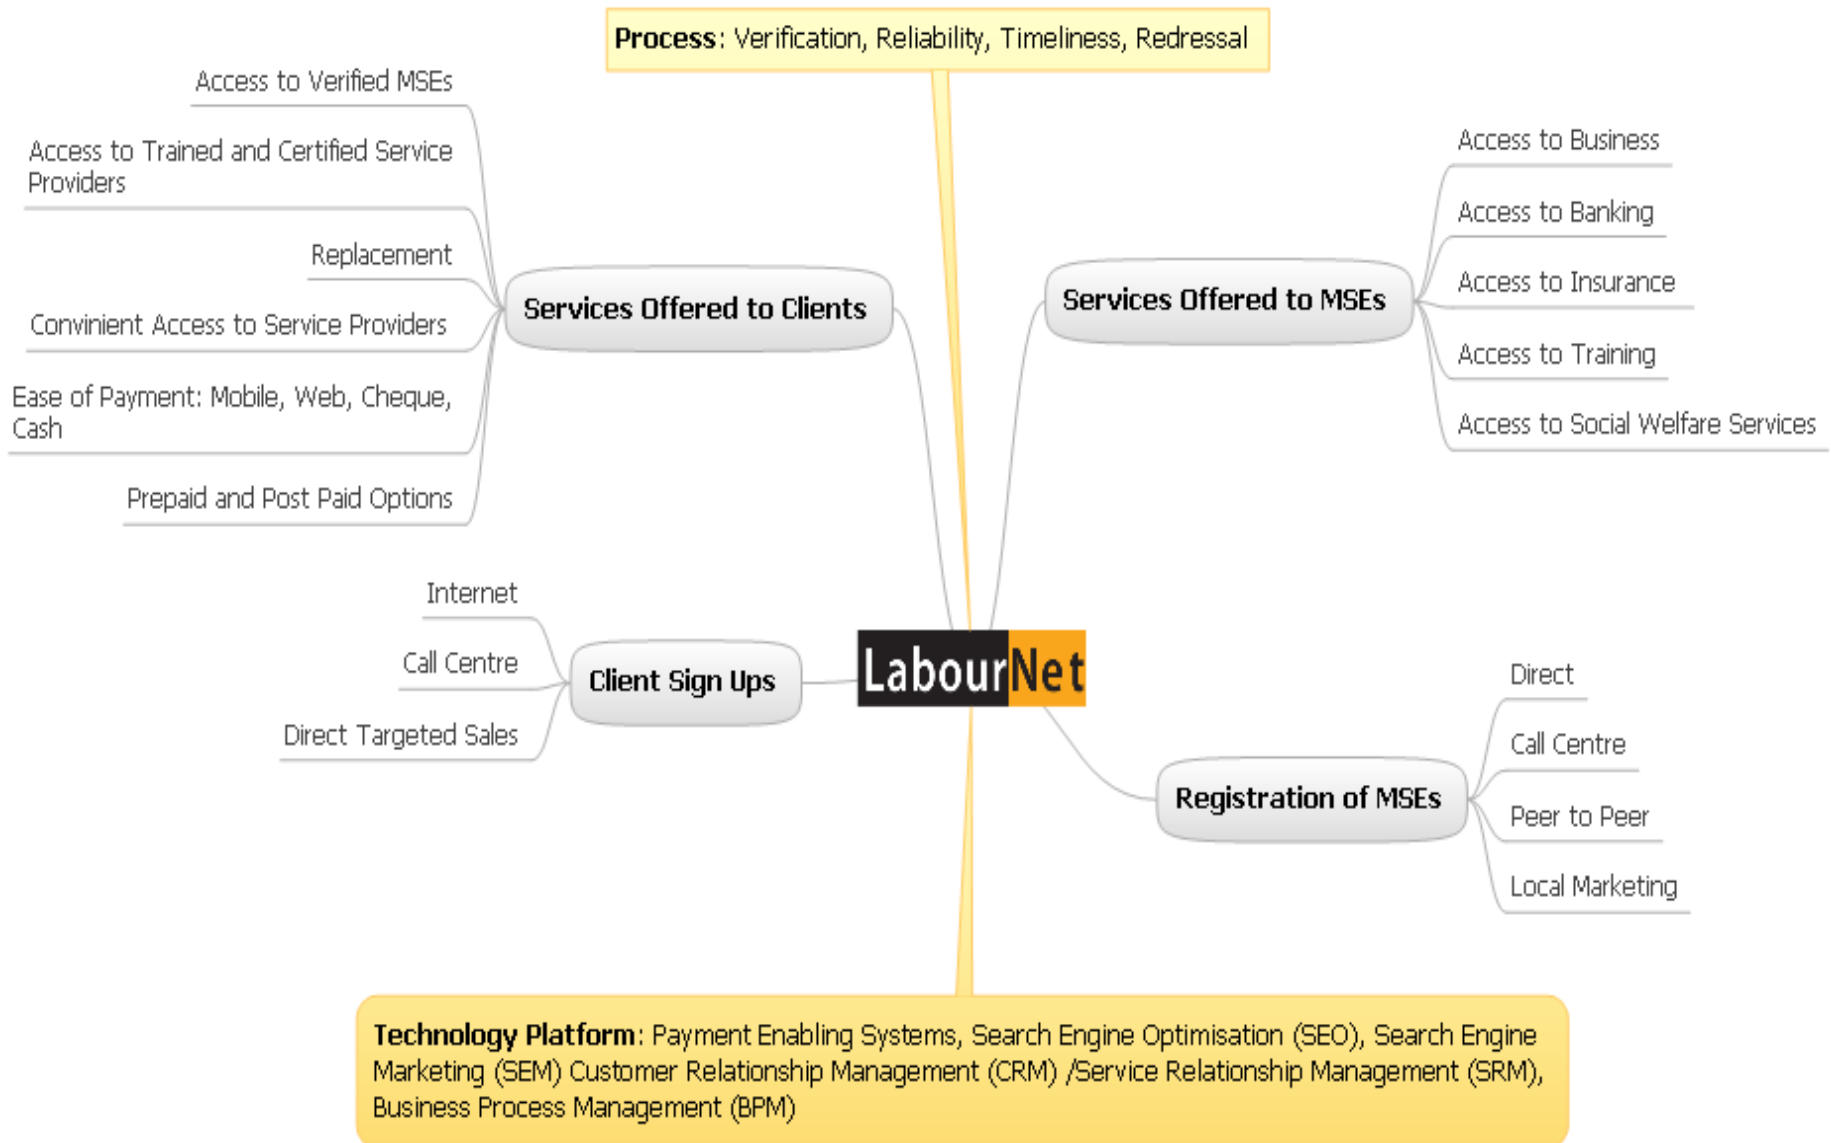 Process: Verification, Reliability, Timeliness, Redressal
Access to Verified MSEs
Access to Trained and Certified Service
Providers
Replacement
Convinient Access to Service Providers
Ease of Payment: Mobile, Web, Cheque,
Cash
Prepaid and Post Paid Options
Services Offered to Clients
Services Offered to MSEs
Access to Business
Access to Banking
Access to Insurance
Access to Training
Access to Social Welfare Services
Internet
Call Centre
Direct Targeted Sales
Client Sign Ups
LabourNet
Registration of MSEs
Direct
Call Centre
Peer to Peer
Local Marketing
Technology Platform: Payment Enabling Systems, Search Engine Optimisation (SEO), Search Engine
Marketing (SEM) Customer Relationship Management (CRM) /Service Relationship Management (SRM),
Business Process Management (BPM)